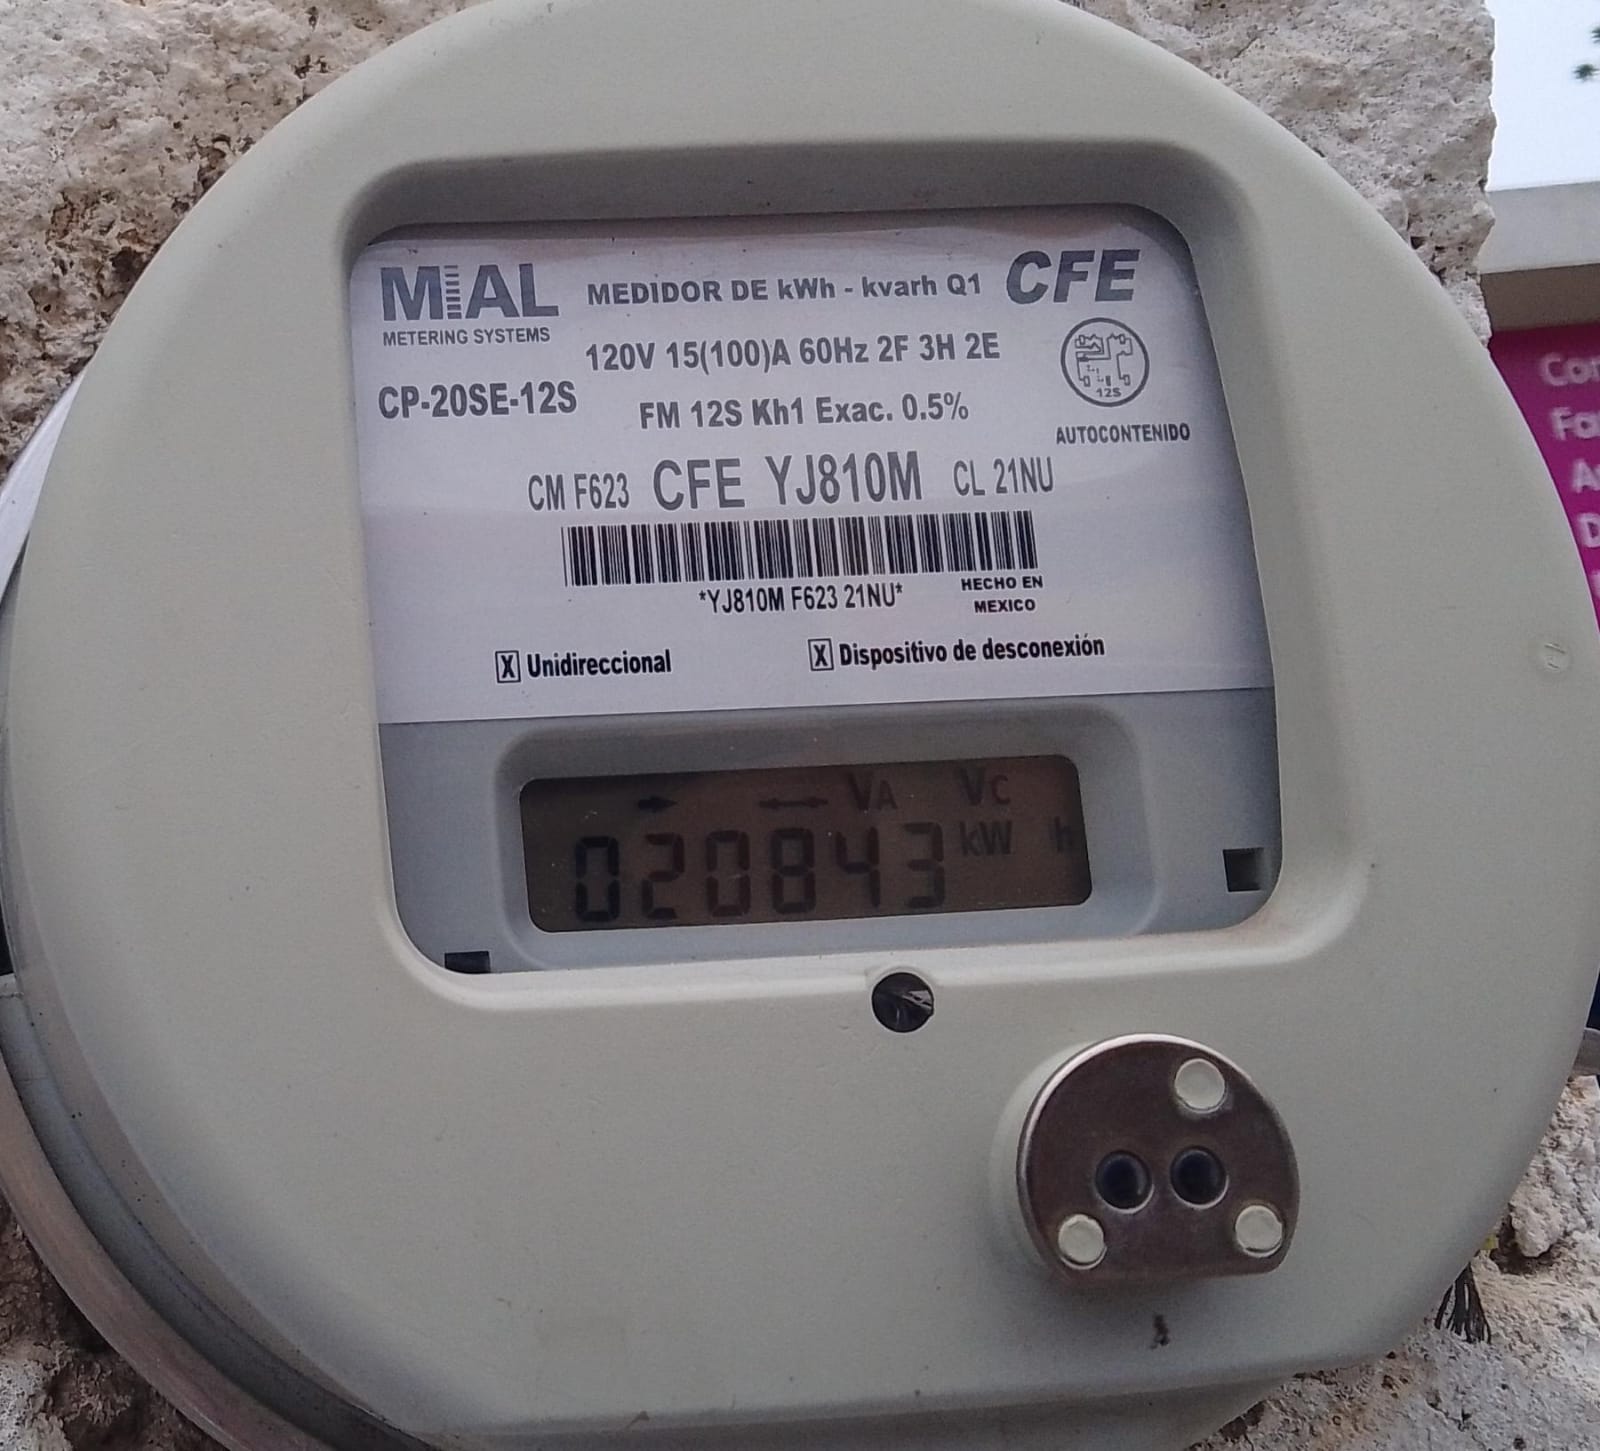 MIAL
METERING SYSTEMS
MEDIDOR DE kWh - kvarh Q1
CFE
120V 15(100)A 60Hz 2F 3H 2E
CP-20SE-12S
FM 12S Kh1 Exac. 0.5%
12S
AUTOCONTENIDO
CM F623 CFE YJ810M CL 21NU
*YJ810M F623 21NU*
HECHO EN
MEXICO
X Unidireccional
X Dispositivo de desconexión
VA VC
020843 kW h